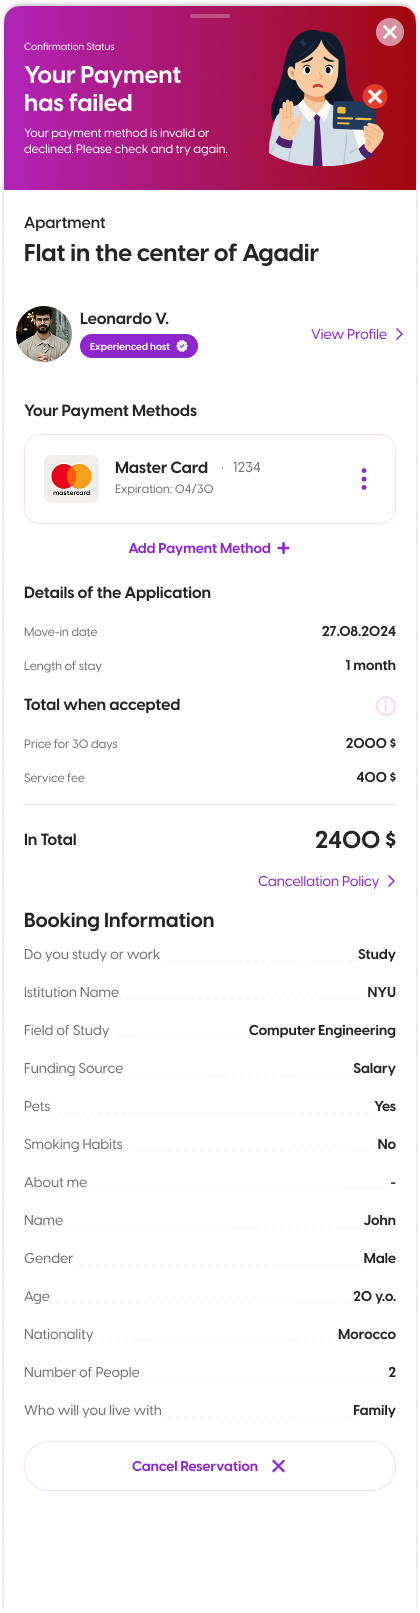 Confirmation Status
Your Payment
has failed
Your payment method is invalid or
declined. Please check and try again.
Apartment
Flat in the center of Agadir
Leonardo V.
Experienced host
View Profile
Your Payment Methods
mastercard
Master Card · 1234
Expiration: 04/30
Add Payment Method
Details of the Application
Move-in date 27.08.2024
Length of stay 1 month
Total when accepted
Price for 30 days 2000 $
Service fee 400 $
In Total 2400 $
Cancellation Policy
Booking Information
Do you study or work Study
Istitution Name NYU
Field of Study Computer Engineering
Funding Source Salary
Pets Yes
Smoking Habits No
About me -
Name John
Gender Male
Age 20 y.o.
Nationality Morocco
Number of People 2
Who will you live with Family
Cancel Reservation